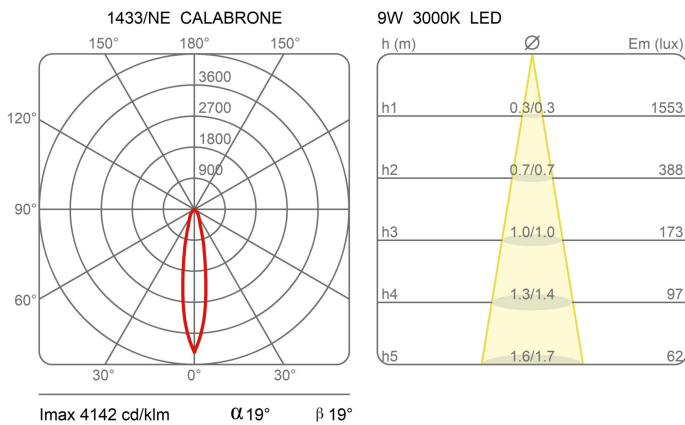 1433/NE CALABRONE
150° 180° 150°
3600
2700
120°
1800
900
90°
60°
30° 0° 30°
Imax 4142 cd/klm α 19° β 19°
9W 3000K LED
h (m) Ø Em (lux)
h1 0.3/0.3 1553
h2 0.7/0.7 388
h3 1.0/1.0 173
h4 1.3/1.4 97
h5 1.6/1.7 62